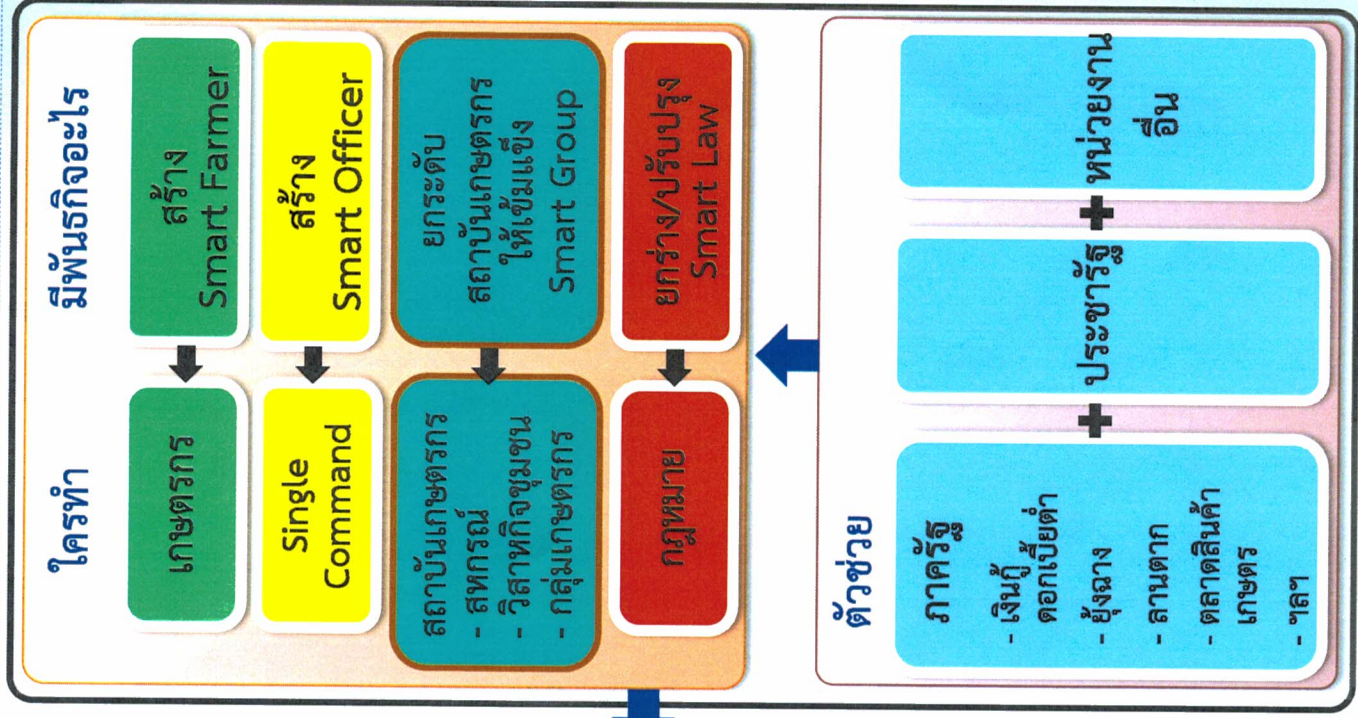 ใครทำ
มีพันธกิจอะไร
เกษตรกร
สร้าง
Smart Farmer
Single
Command
สร้าง
Smart Officer
สถาบันเกษตรกร
- สหกรณ์
- วิสาหกิจชุมชน
- กลุ่มเกษตรกร
ยกระดับ
สถาบันเกษตรกร
ให้เข้มแข็ง
Smart Group
กฎหมาย
ยกร่าง/ปรับปรุง
Smart Law
ตัวช่วย
ภาครัฐ
- เงินกู้
ดอกเบี้ยต่ำ
- ยุ้งฉาง
- ลานตาก
- ตลาดสินค้า
เกษตร
- ฯลฯ
+
ประชารัฐ
+
หน่วยงาน
อื่น